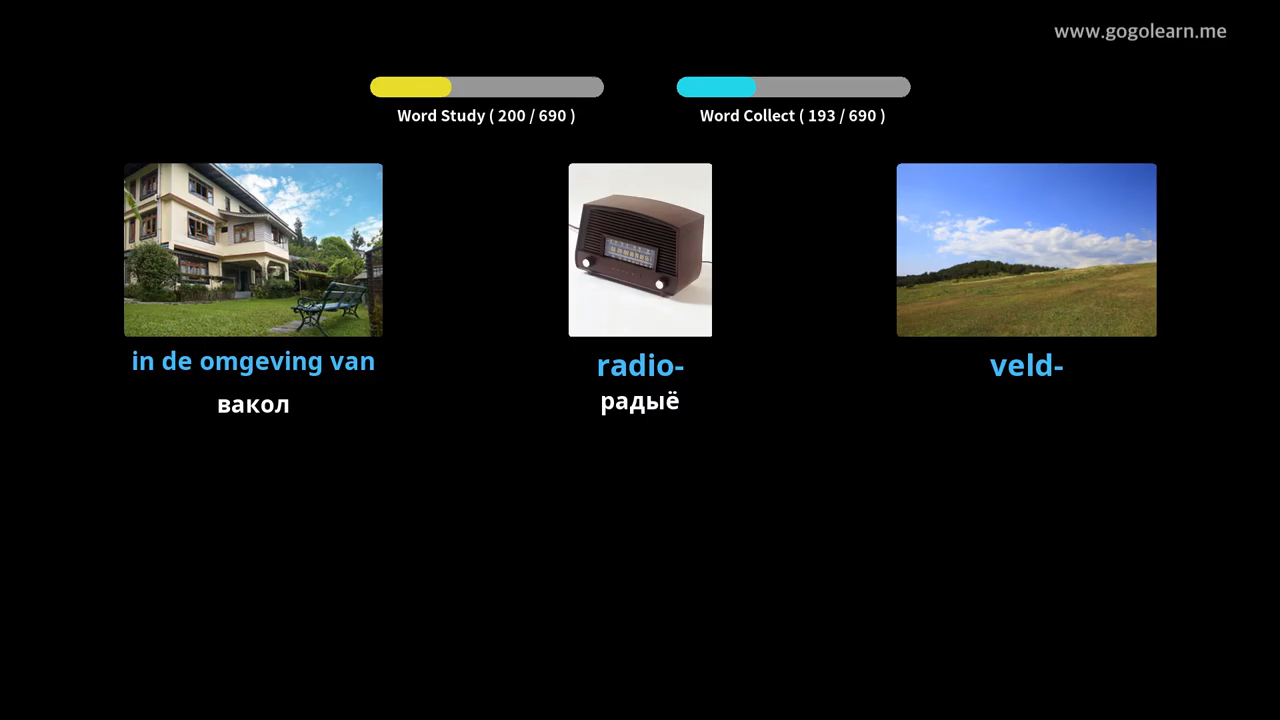 www.gogolearn.me
Word Study ( 200 / 690 )
Word Collect ( 193 / 690 )
in de omgeving van
вакол
radio-
радыё
veld-